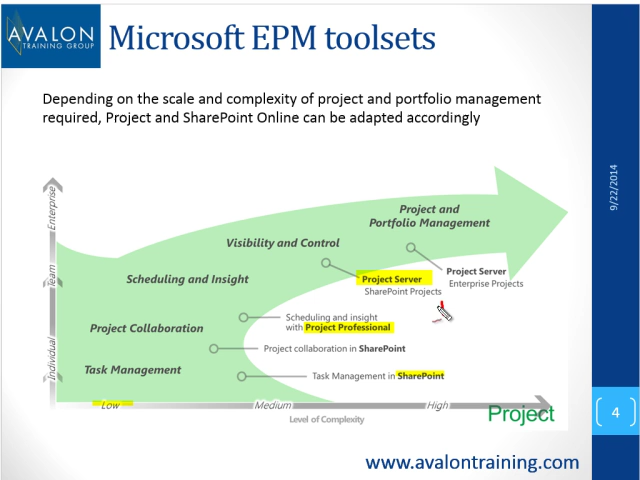 AVALON
TRAINING GROUP
Microsoft EPM toolsets
Depending on the scale and complexity of project and portfolio management
required, Project and SharePoint Online can be adapted accordingly
9/22/2014
Enterprise
Team
Individual
Project and
Portfolio Management
Visibility and Control
Project Server
Enterprise Projects
Scheduling and Insight
Project Server
SharePoint Projects
Project Collaboration
Scheduling and insight
with Project Professional
Project collaboration in SharePoint
Task Management
Task Management in SharePoint
Low
Medium
High
Level of Complexity
Project
4
www.avalontraining.com